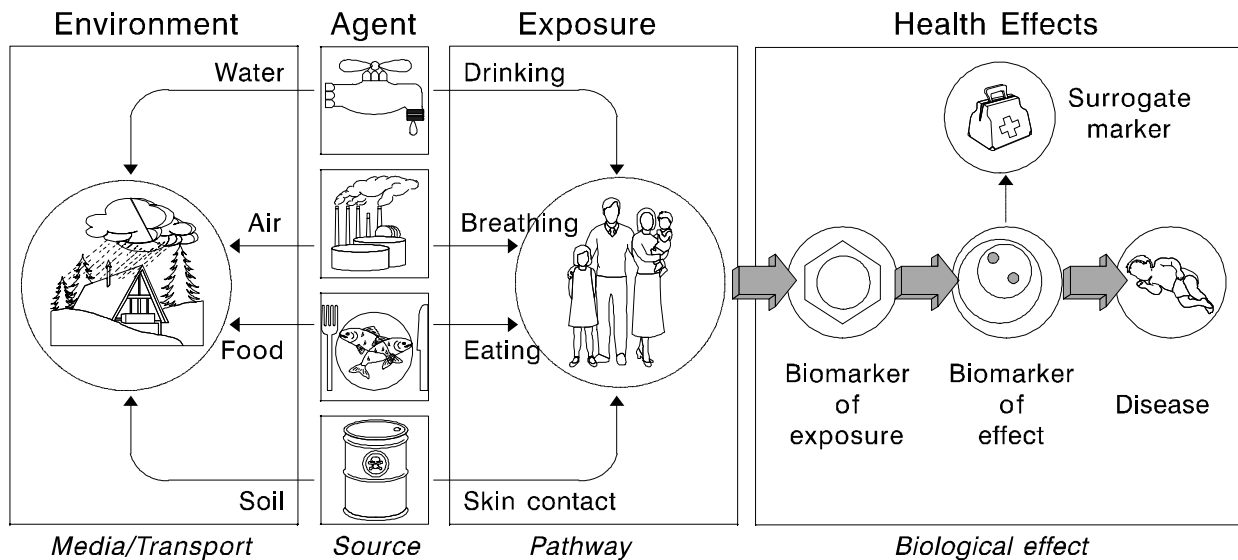 Environment
Agent
Exposure
Health Effects
Water
Drinking
Surrogate
marker
Air
Breathing
Food
Eating
Biomarker
of
exposure
Biomarker
of
effect
Disease
Soil
Skin contact
Media/Transport
Source
Pathway
Biological effect